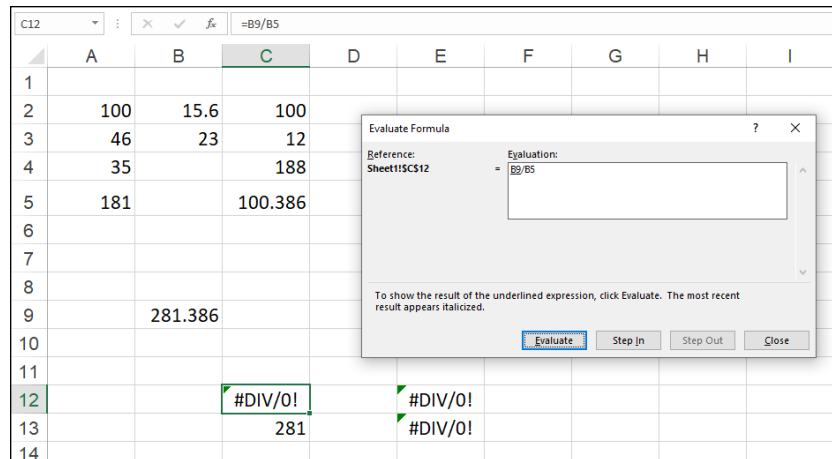 C12 =B9/B5
A B C D E F G H I
1
2 100 15.6 100
3 46 23 12
4 35 188
5 181 100.386
6
7
8
9 281.386
10
11
12 #DIV/0! #DIV/0!
13 281 #DIV/0!
14
Evaluate Formula ? ×
Reference: Evaluation:
Sheet1!$C$12 = B9/B5
To show the result of the underlined expression, click Evaluate. The most recent
result appears italicized.
Evaluate Step In Step Out Close